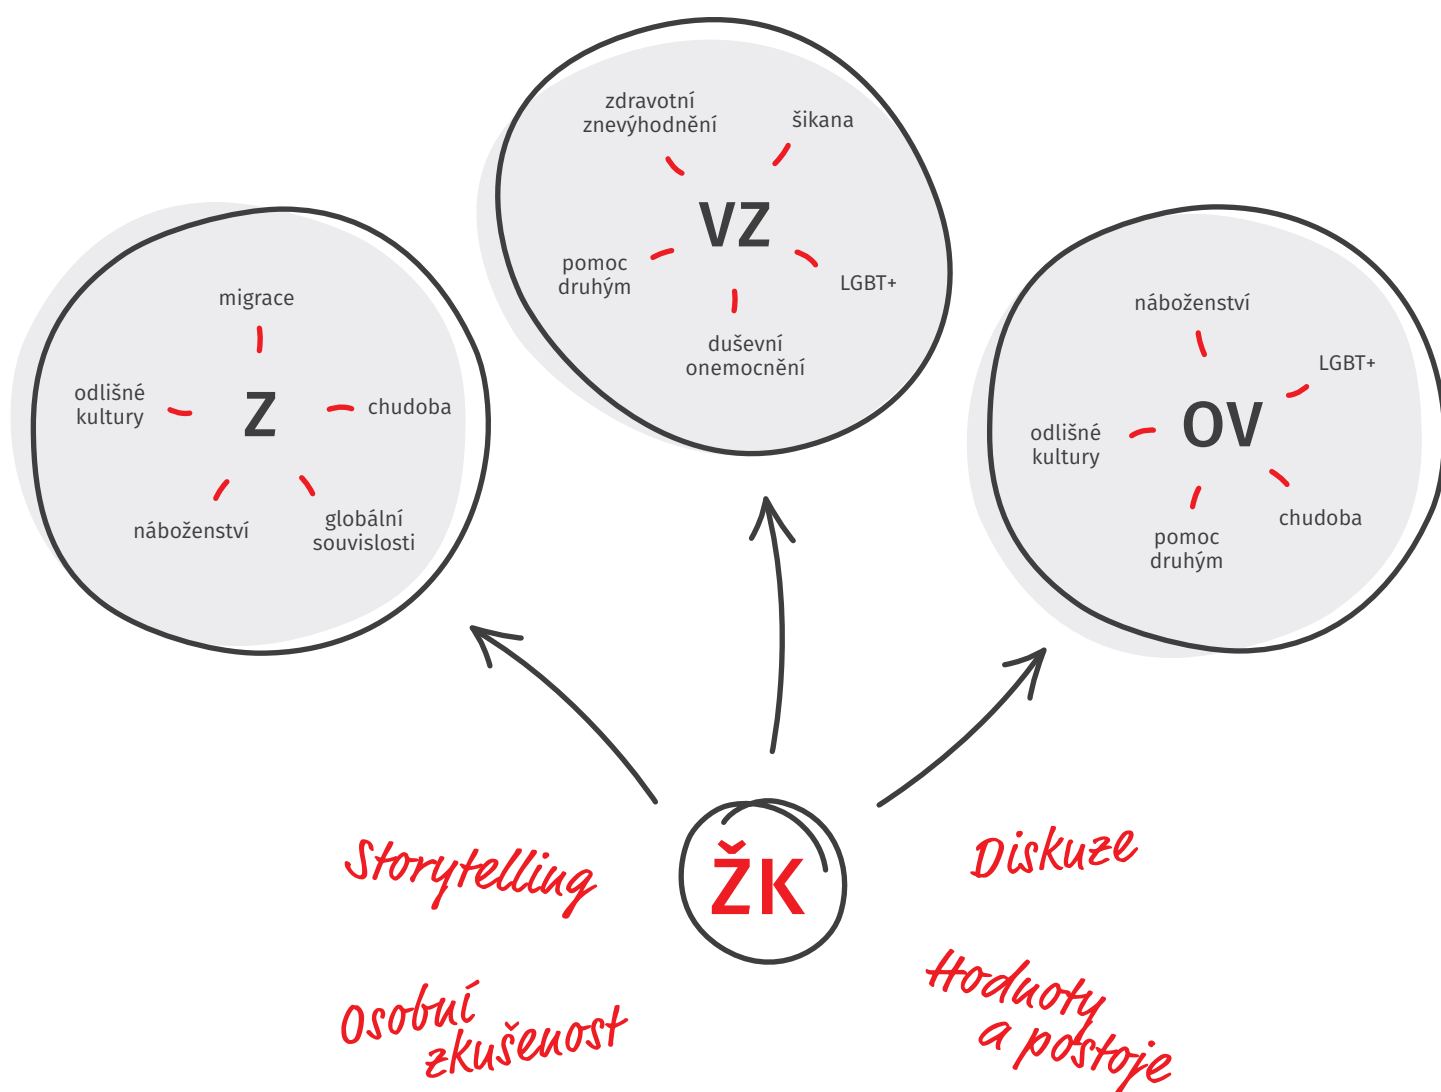 zdravotní
znevýhodnění
šikana
VZ
pomoc
druhým
LGBT+
duševní
onemocnění
migrace
odlišné
kultury
Z
chudoba
náboženství
globální
souvislosti
náboženství
LGBT+
odlišné
kultury
OV
chudoba
pomoc
druhým
Storytelling
ŽK
Diskuze
Osobní
zkušenost
Hodnoty
a postoje